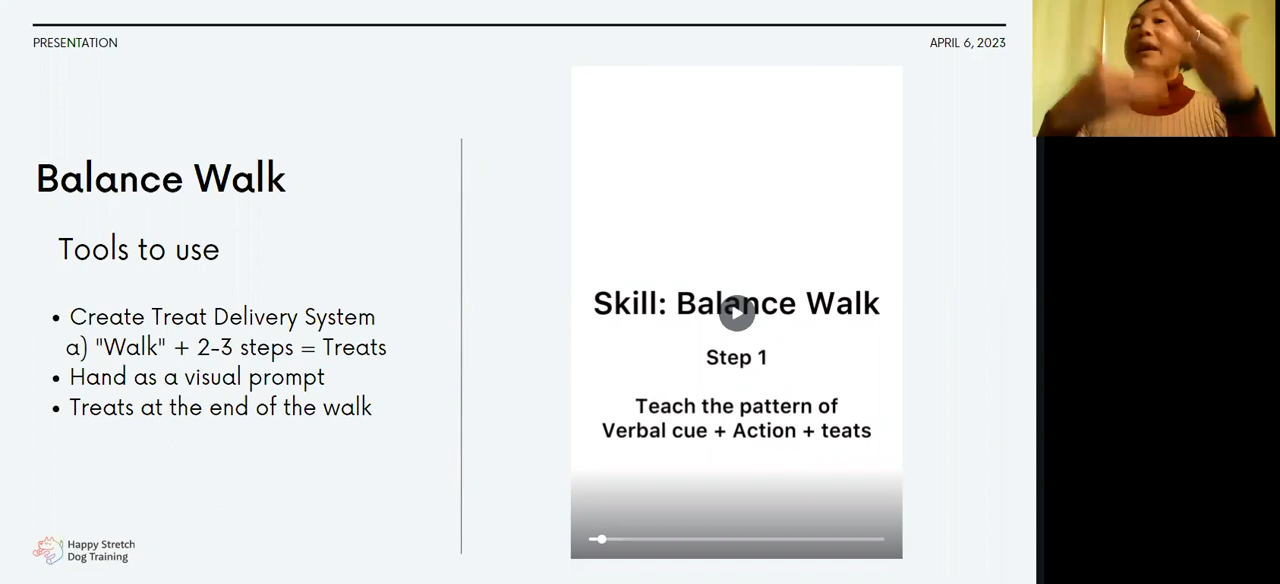 PRESENTATION
APRIL 6, 2023
Balance Walk
Tools to use
• Create Treat Delivery System
a) "Walk" + 2-3 steps = Treats
• Hand as a visual prompt
• Treats at the end of the walk
Skill: Balance Walk
Step 1
Teach the pattern of
Verbal cue + Action + teats
Happy Stretch
Dog Training